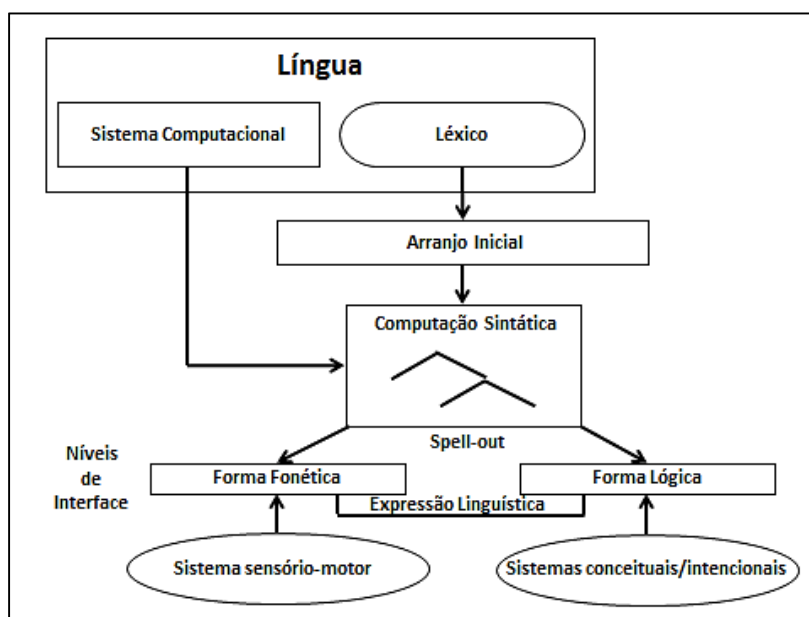 Língua
Sistema Computacional
Léxico
Arranjo Inicial
Computação Sintática
Spell-out
Níveis
de
Interface
Forma Fonética
Forma Lógica
Expressão Linguística
Sistema sensório-motor
Sistemas conceituais/intencionais